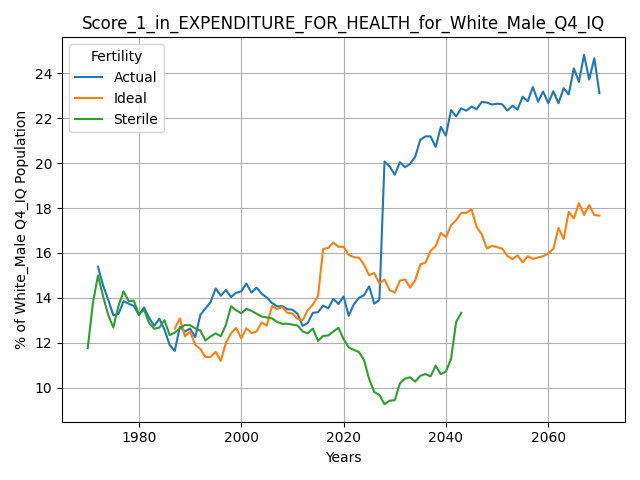 Score_1_in_EXPENDITURE_FOR_HEALTH_for_White_Male_Q4_IQ
Fertility
Actual
Ideal
Sterile
% of White_Male Q4_IQ Population
24
22
20
18
16
14
12
10
1980
2000
2020
2040
2060
Years